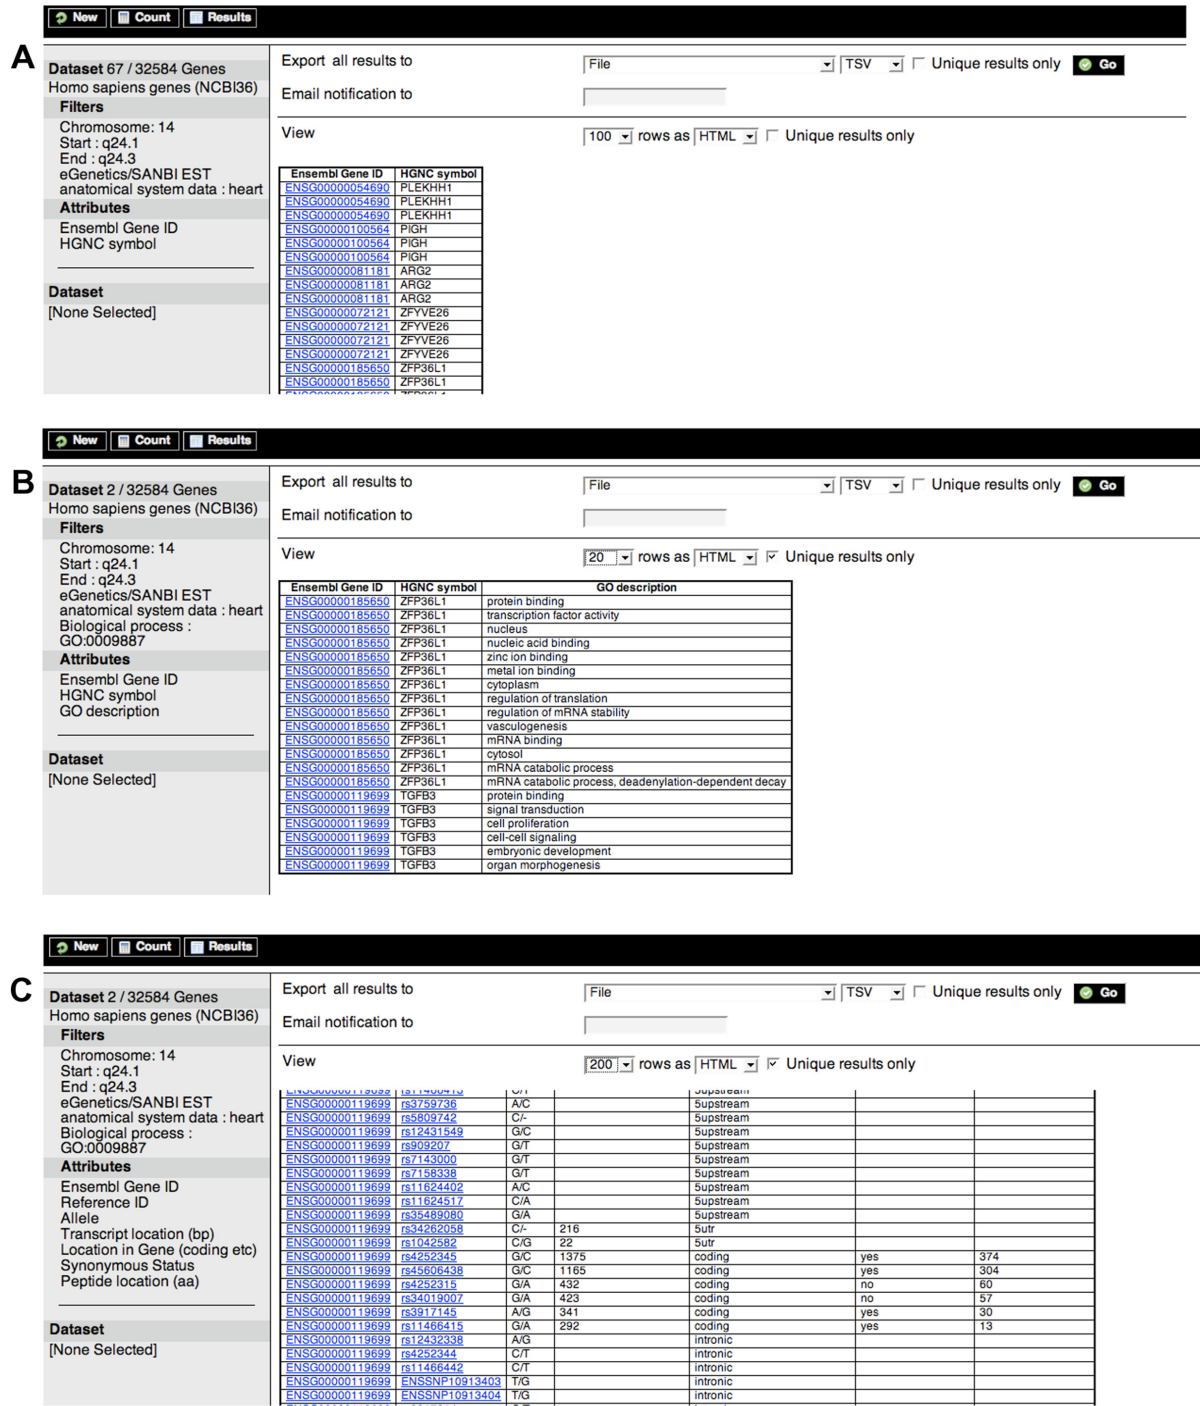 New Count Results
A
Dataset 67 / 32584 Genes
Homo sapiens genes (NCBI36)
Filters
Chromosome: 14
Start : q24.1
End : q24.3
eGenetics/SANBI EST
anatomical system data : heart
Attributes
Ensembl Gene ID
HGNC symbol
Dataset
[None Selected]
Export all results to File TSV Unique results only Go
Email notification to
View 100 rows as HTML Unique results only
Ensembl Gene ID HGNC symbol
ENSG00000054690 PLEKHH1
ENSG00000054690 PLEKHH1
ENSG00000054690 PLEKHH1
ENSG00000100564 PIGH
ENSG00000100564 PIGH
ENSG00000100564 PIGH
ENSG00000081181 ARG2
ENSG00000081181 ARG2
ENSG00000081181 ARG2
ENSG00000072121 ZFYVE26
ENSG00000072121 ZFYVE26
ENSG00000072121 ZFYVE26
ENSG00000072121 ZFYVE26
ENSG00000185650 ZFP36L1
ENSG00000185650 ZFP36L1
ENSG00000185650 ZFP36L1
New Count Results
B
Dataset 2 / 32584 Genes
Homo sapiens genes (NCBI36)
Filters
Chromosome: 14
Start : q24.1
End : q24.3
eGenetics/SANBI EST
anatomical system data : heart
Biological process :
GO:0009887
Attributes
Ensembl Gene ID
HGNC symbol
GO description
Dataset
[None Selected]
Export all results to File TSV Unique results only Go
Email notification to
View 20 rows as HTML Unique results only
Ensembl Gene ID HGNC symbol GO description
ENSG00000185650 ZFP36L1 protein binding
ENSG00000185650 ZFP36L1 transcription factor activity
ENSG00000185650 ZFP36L1 nucleus
ENSG00000185650 ZFP36L1 nucleic acid binding
ENSG00000185650 ZFP36L1 zinc ion binding
ENSG00000185650 ZFP36L1 metal ion binding
ENSG00000185650 ZFP36L1 cytoplasm
ENSG00000185650 ZFP36L1 regulation of translation
ENSG00000185650 ZFP36L1 regulation of mRNA stability
ENSG00000185650 ZFP36L1 vasculogenesis
ENSG00000185650 ZFP36L1 mRNA binding
ENSG00000185650 ZFP36L1 cytosol
ENSG00000185650 ZFP36L1 mRNA catabolic process
ENSG00000185650 ZFP36L1 mRNA catabolic process, deadenylation-dependent decay
ENSG00000119699 TGFB3 protein binding
ENSG00000119699 TGFB3 signal transduction
ENSG00000119699 TGFB3 cell proliferation
ENSG00000119699 TGFB3 cell-cell signaling
ENSG00000119699 TGFB3 embryonic development
ENSG00000119699 TGFB3 organ morphogenesis
New Count Results
C
Dataset 2 / 32584 Genes
Homo sapiens genes (NCBI36)
Filters
Chromosome: 14
Start : q24.1
End : q24.3
eGenetics/SANBI EST
anatomical system data : heart
Biological process :
GO:0009887
Attributes
Ensembl Gene ID
Reference ID
Allele
Transcript location (bp)
Location in Gene (coding etc)
Synonymous Status
Peptide location (aa)
Dataset
[None Selected]
Export all results to File TSV Unique results only Go
Email notification to
View 200 rows as HTML Unique results only
ENSG00000119699 5upstream
ENSG00000119699 rs3759736 A/C 5upstream
ENSG00000119699 rs5809742 C/- 5upstream
ENSG00000119699 rs12431549 G/C 5upstream
ENSG00000119699 rs909207 G/T 5upstream
ENSG00000119699 rs7143000 G/T 5upstream
ENSG00000119699 rs7158338 G/T 5upstream
ENSG00000119699 rs11624402 A/C 5upstream
ENSG00000119699 rs11624517 C/A 5upstream
ENSG00000119699 rs35489080 G/A 5upstream
ENSG00000119699 rs34262058 C/- 216 5utr
ENSG00000119699 rs1042582 C/G 22 5utr
ENSG00000119699 rs4252345 G/C 1375 coding yes 374
ENSG00000119699 rs45606438 G/C 1165 coding yes 304
ENSG00000119699 rs4252315 G/A 432 coding no 60
ENSG00000119699 rs34019007 G/A 423 coding no 57
ENSG00000119699 rs3917145 A/G 341 coding yes 30
ENSG00000119699 rs11466415 G/A 292 coding yes 13
ENSG00000119699 rs12432338 A/G intronic
ENSG00000119699 rs4252344 C/T intronic
ENSG00000119699 rs11466442 C/T intronic
ENSG00000119699 ENSSNP10913403 T/G intronic
ENSG00000119699 ENSSNP10913404 T/G intronic